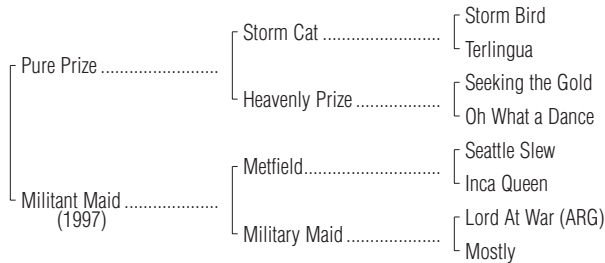 Storm Bird
Storm Cat ........................
Terlingua
Pure Prize ........................
Seeking the Gold
Heavenly Prize .................
Oh What a Dance
Seattle Slew
Metfield...........................
Inca Queen
Militant Maid ...................
(1997)
Lord At War (ARG)
Military Maid ...................
Mostly